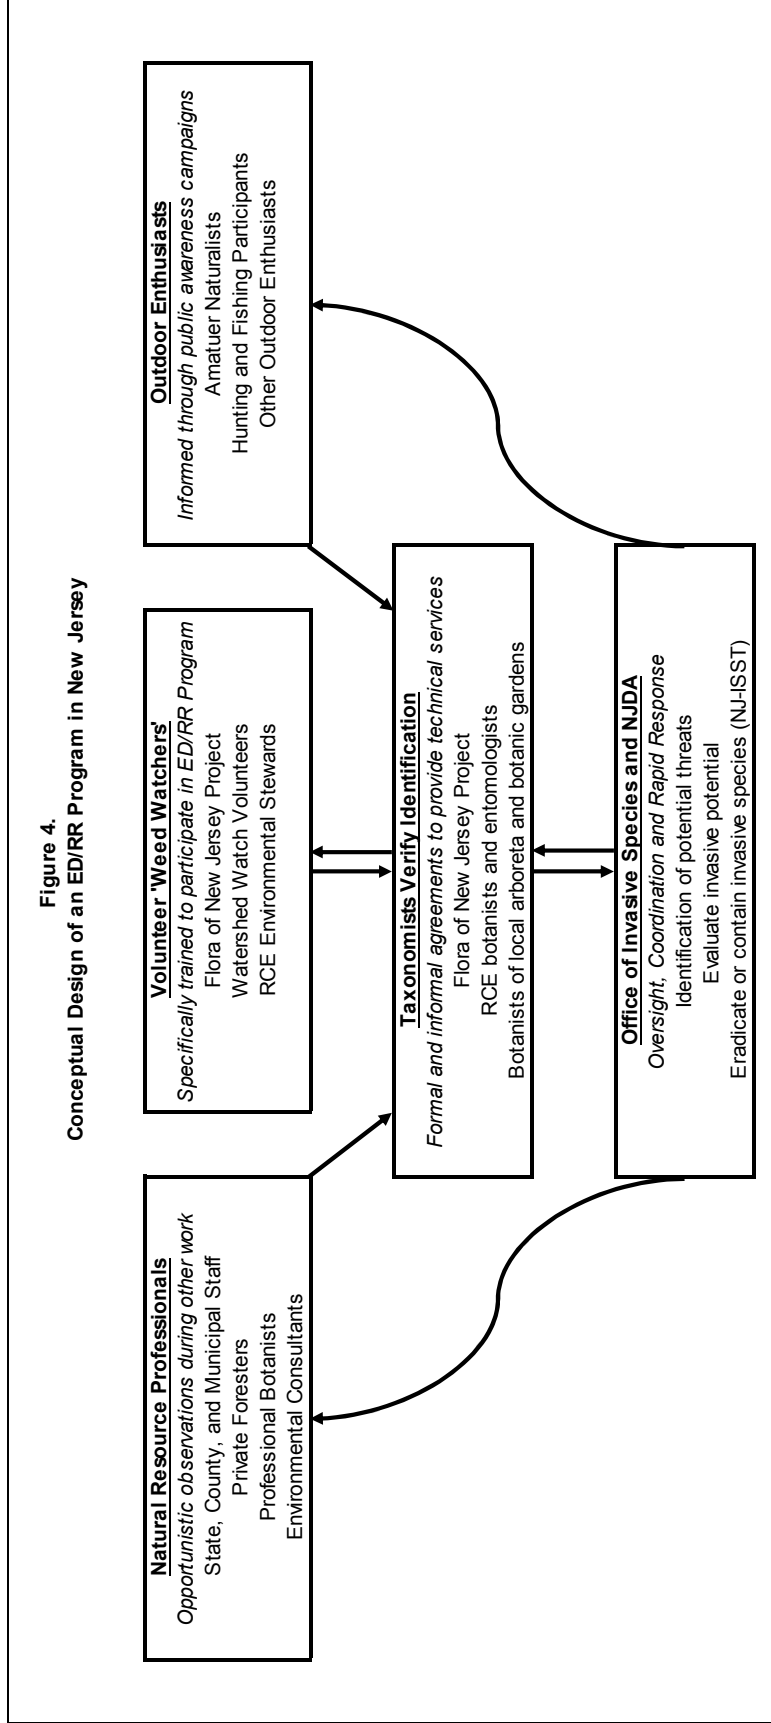 Figure 4.
Conceptual Design of an ED/RR Program in New Jersey
Natural Resource Professionals
Opportunistic observations during other work
State, County, and Municipal Staff
Private Foresters
Professional Botanists
Environmental Consultants
Volunteer 'Weed Watchers'
Specifically trained to participate in ED/RR Program
Flora of New Jersey Project
Watershed Watch Volunteers
RCE Environmental Stewards
Outdoor Enthusiasts
Informed through public awareness campaigns
Amatuer Naturalists
Hunting and Fishing Participants
Other Outdoor Enthusiasts
Taxonomists Verify Identification
Formal and informal agreements to provide technical services
Flora of New Jersey Project
RCE botanists and entomologists
Botanists of local arboreta and botanic gardens
Office of Invasive Species and NJDA
Oversight, Coordination and Rapid Response
Identification of potential threats
Evaluate invasive potential
Eradicate or contain invasive species (NJ-ISST)